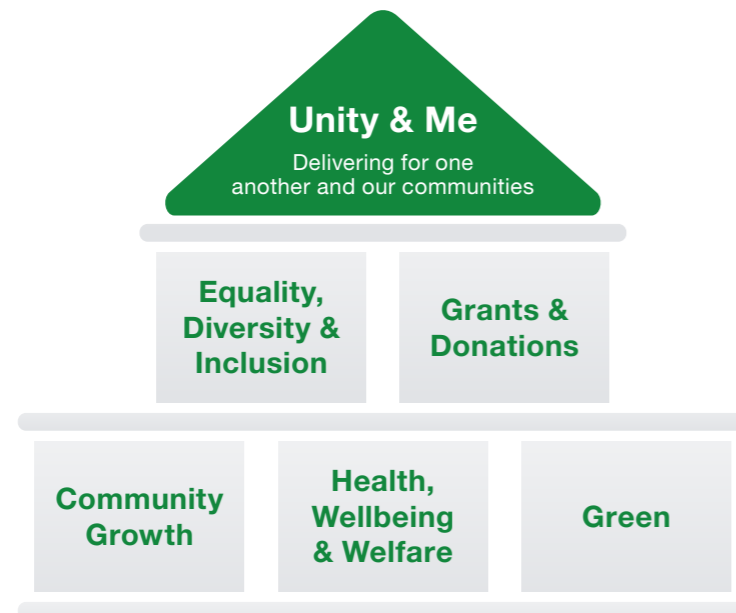 Unity & Me
Delivering for one
another and our communities
Equality,
Diversity &
Inclusion
Grants &
Donations
Community
Growth
Health,
Wellbeing
& Welfare
Green